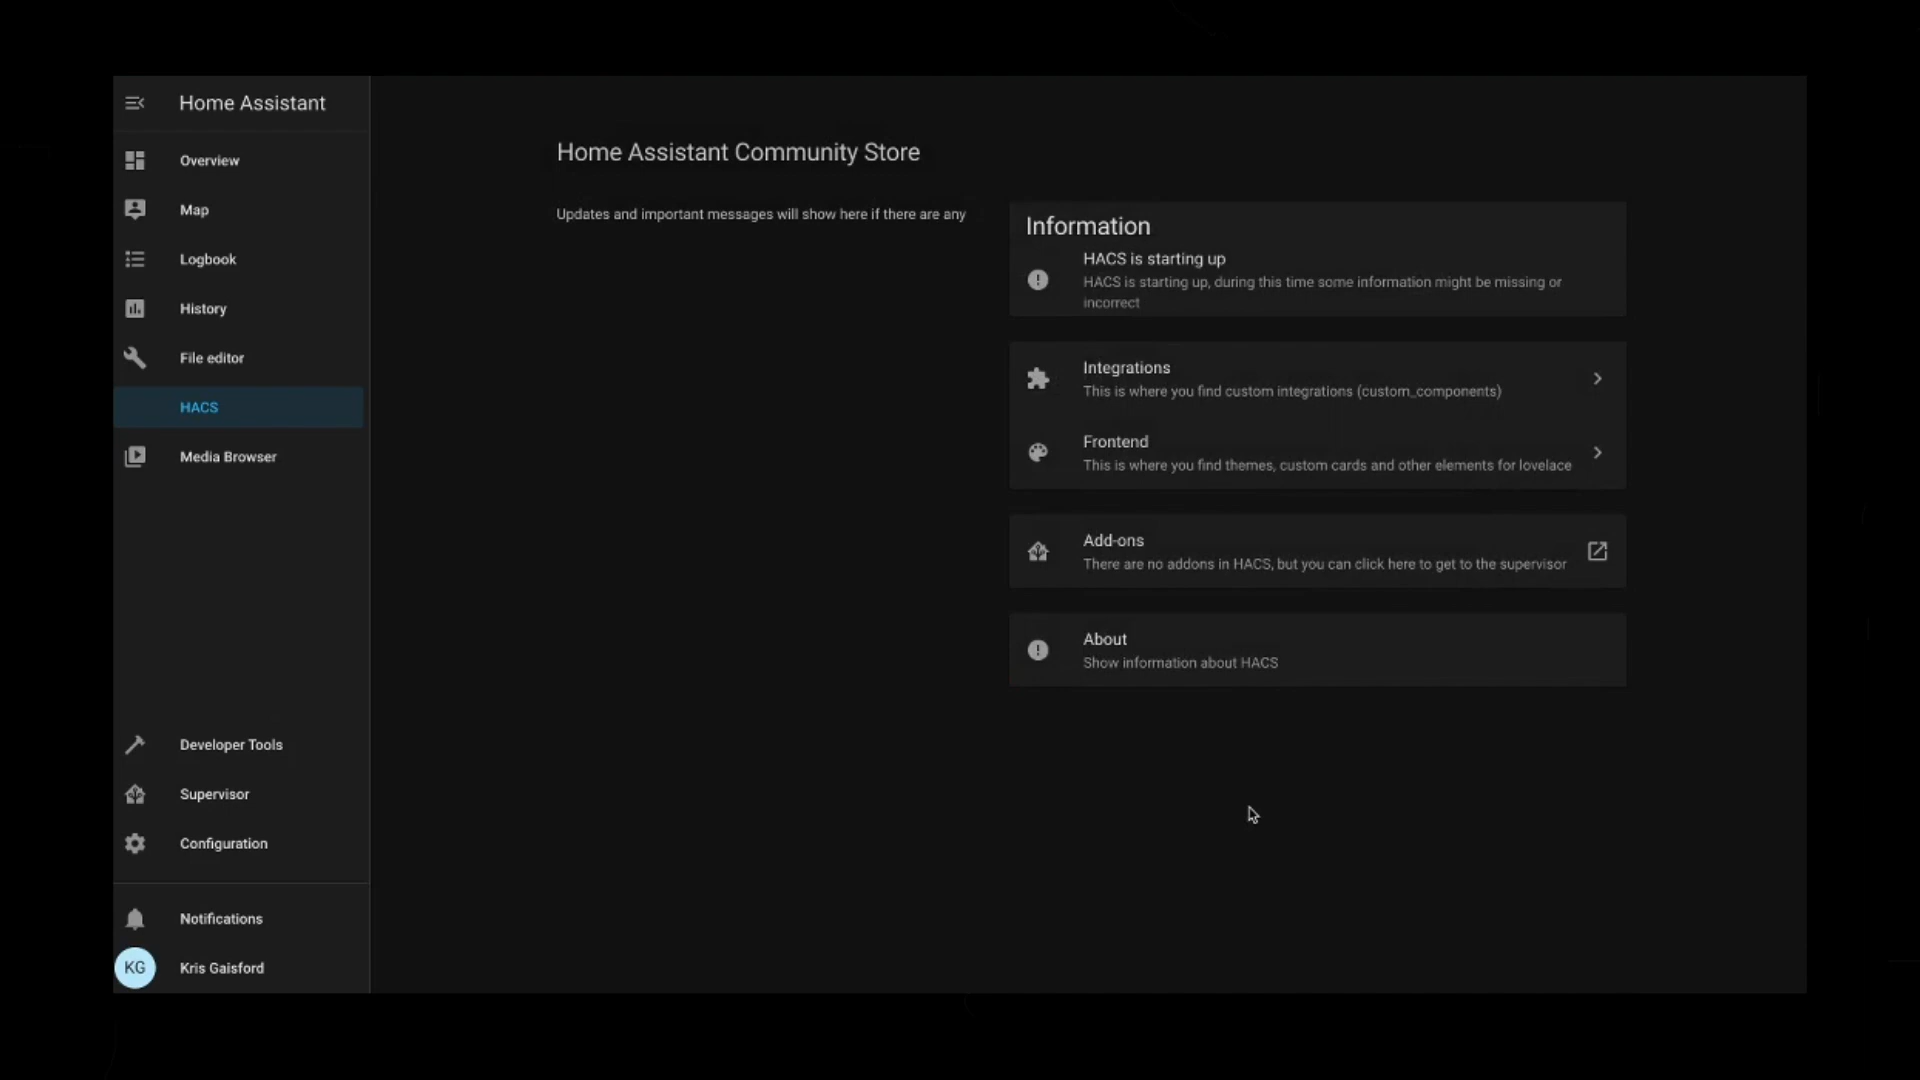 Home Assistant
Overview
Map
Logbook
History
File editor
HACS
Media Browser
Developer Tools
Supervisor
Configuration
Notifications
KG
Kris Gaisford
Home Assistant Community Store
Updates and important messages will show here if there are any
Information
HACS is starting up
HACS is starting up, during this time some information might be missing or
incorrect
Integrations
This is where you find custom integrations (custom_components)
Frontend
This is where you find themes, custom cards and other elements for lovelace
Add-ons
There are no addons in HACS, but you can click here to get to the supervisor
About
Show information about HACS